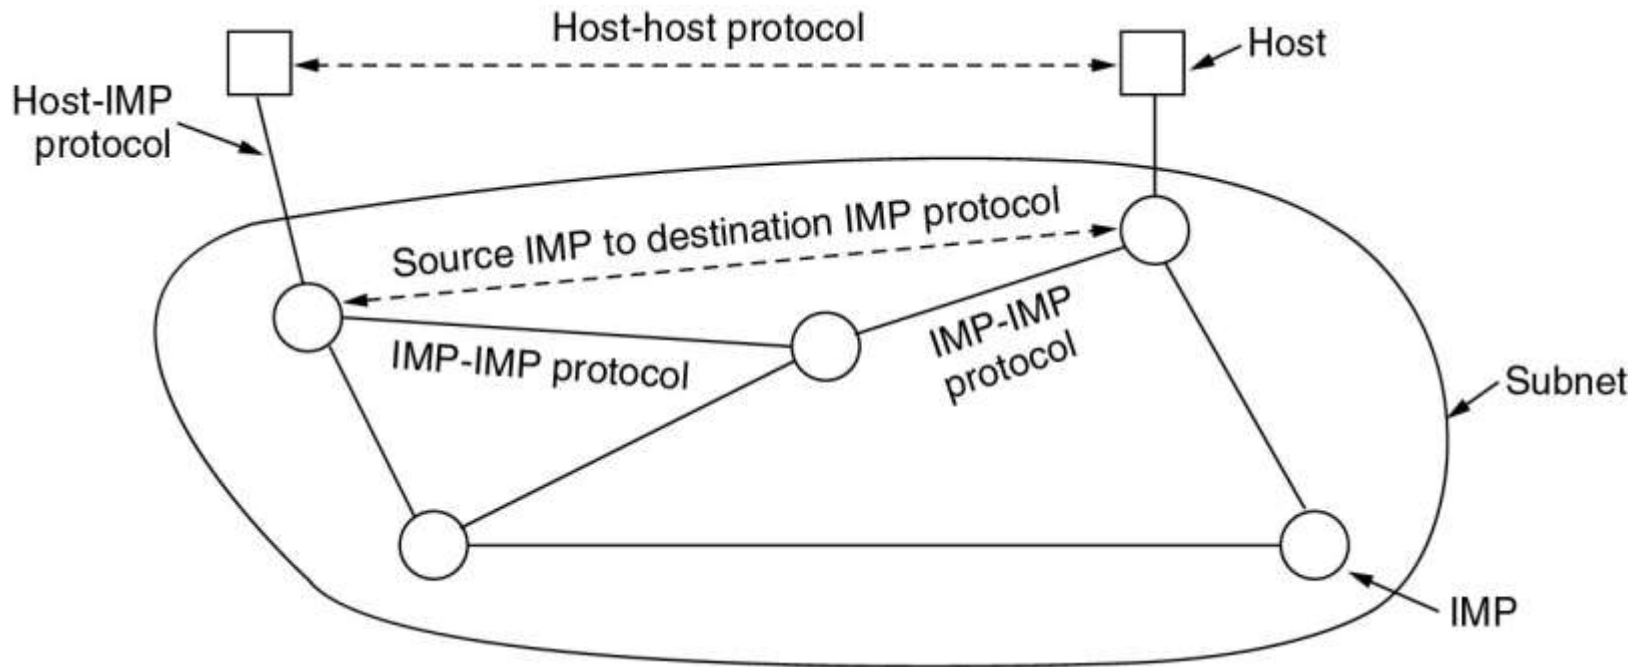 Host-host protocol
Host
Host-IMP
protocol
Source IMP to destination IMP protocol
IMP-IMP protocol
IMP-IMP
protocol
Subnet
IMP